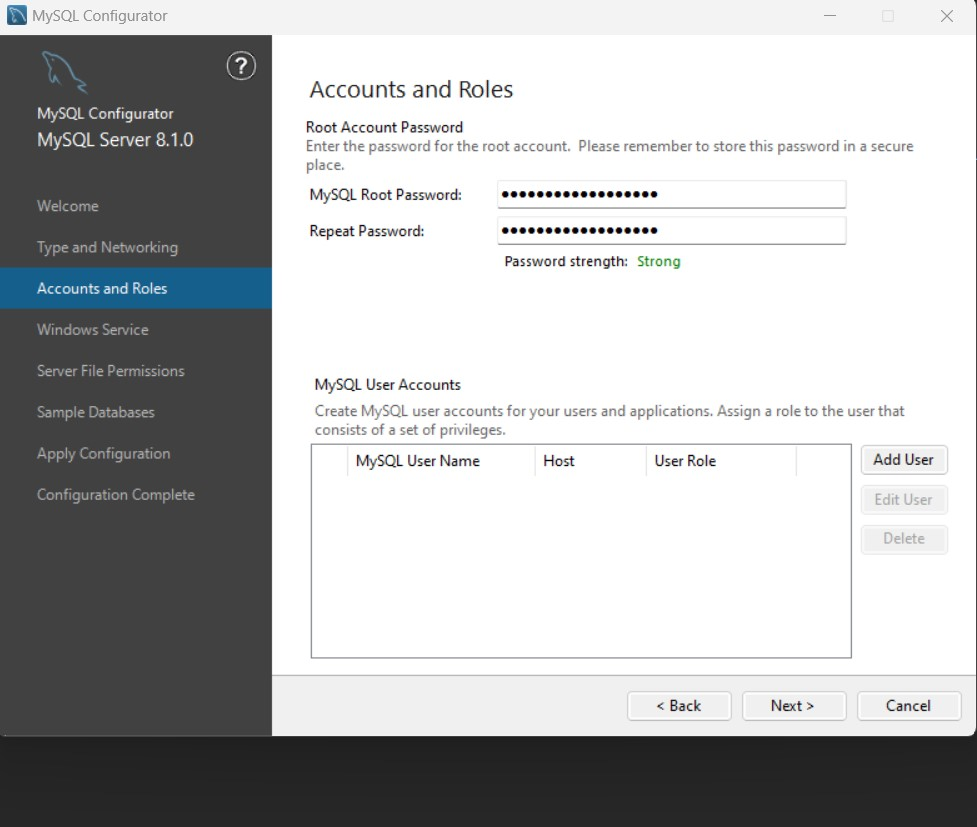 MySQL Configurator
?
MySQL Configurator
MySQL Server 8.1.0
Welcome
Type and Networking
Accounts and Roles
Windows Service
Server File Permissions
Sample Databases
Apply Configuration
Configuration Complete
Accounts and Roles
Root Account Password
Enter the password for the root account. Please remember to store this password in a secure
place.
MySQL Root Password: ••••••••••••••••••
Repeat Password: ••••••••••••••••••
Password strength: Strong
MySQL User Accounts
Create MySQL user accounts for your users and applications. Assign a role to the user that
consists of a set of privileges.
MySQL User Name Host User Role
Add User
Edit User
Delete
< Back Next > Cancel